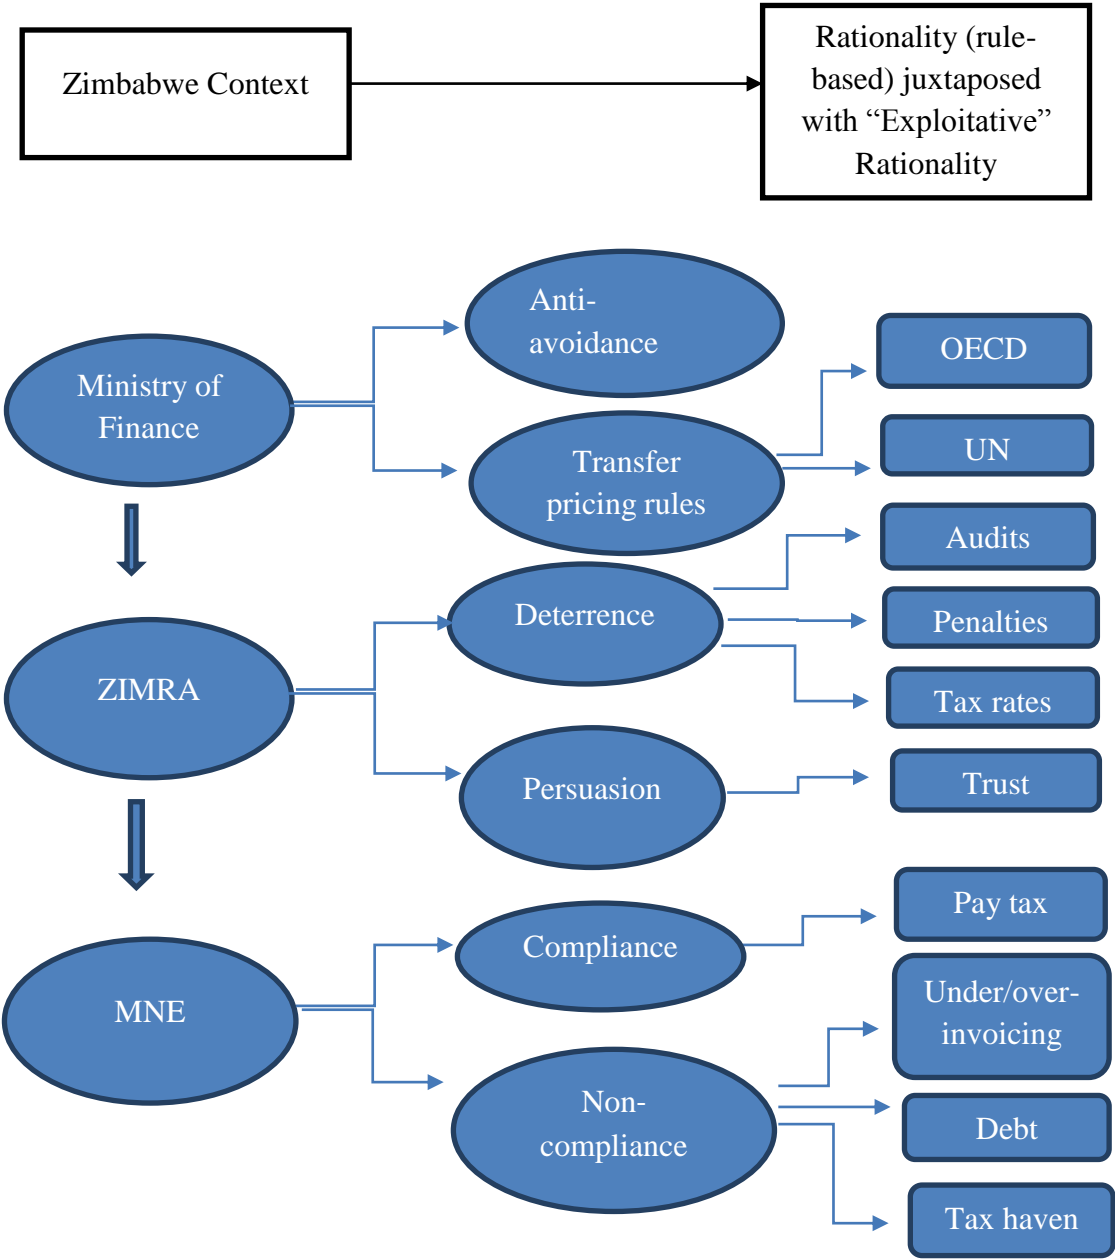 Zimbabwe Context
Rationality (rule-
based) juxtaposed
with “Exploitative”
Rationality
Anti-
avoidance
OECD
Ministry of
Finance
UN
Transfer
pricing rules
Audits
Deterrence
Penalties
ZIMRA
Tax rates
Persuasion
Trust
Pay tax
Compliance
MNE
Under/over-
invoicing
Non-
compliance
Debt
Tax haven